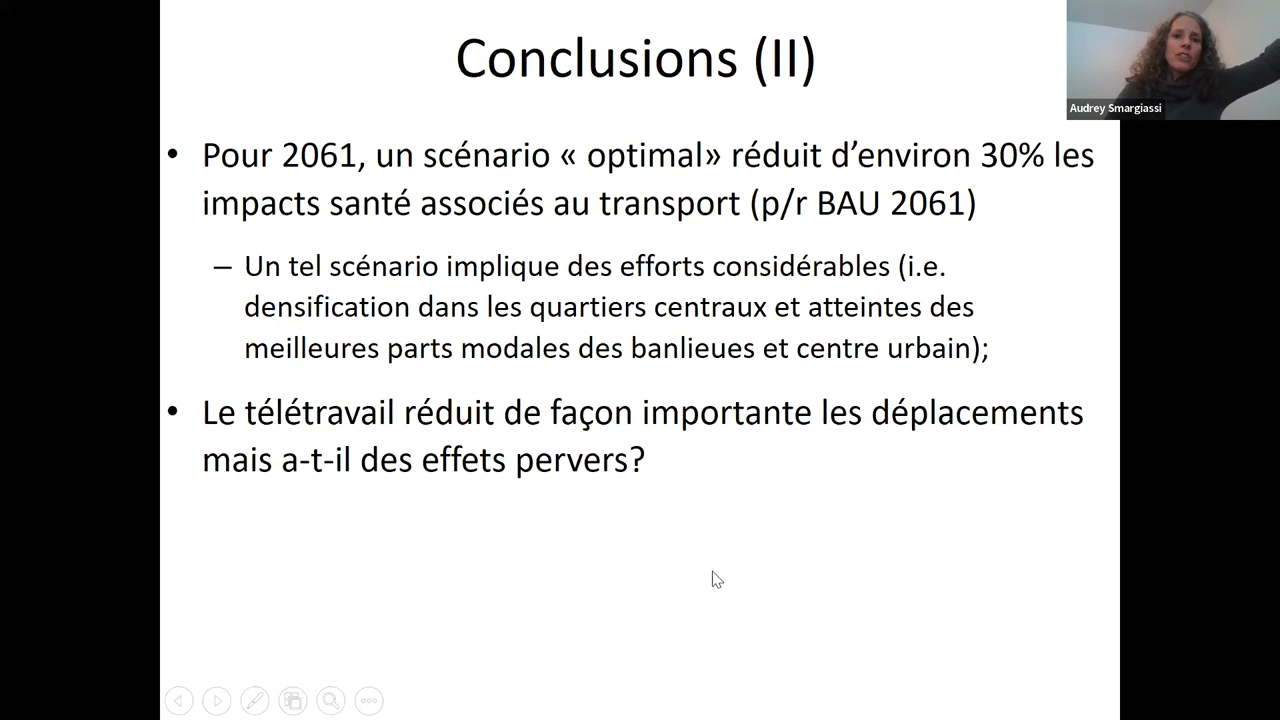 Conclusions (II)
Audrey Smargiassi
• Pour 2061, un scénario « optimal» réduit d’environ 30% les
impacts santé associés au transport (p/r BAU 2061)
– Un tel scénario implique des efforts considérables (i.e.
densification dans les quartiers centraux et atteintes des
meilleures parts modales des banlieues et centre urbain);
• Le télétravail réduit de façon importante les déplacements
mais a-t-il des effets pervers?